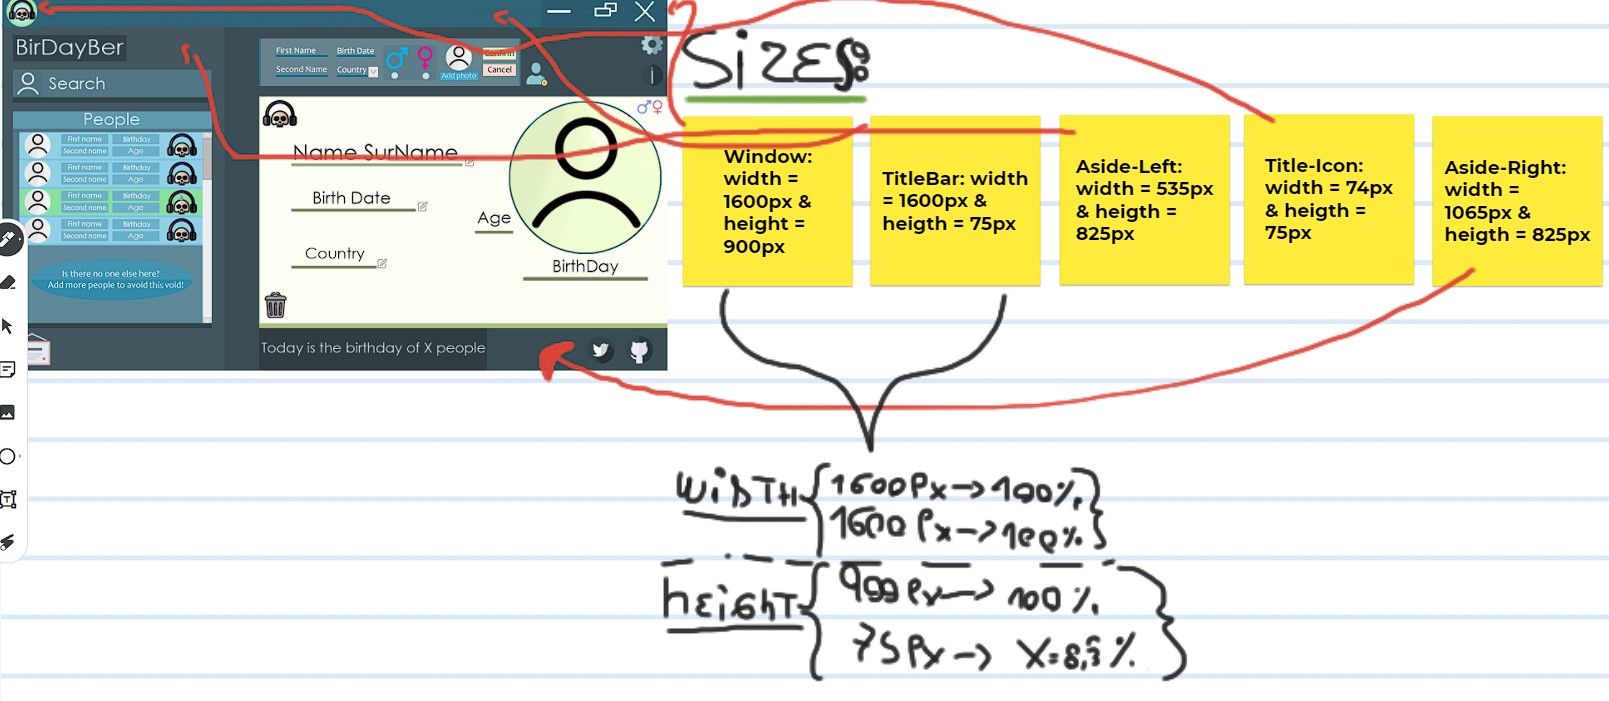 BirDayBer
Search
People
First name Birthday
Second name Age
First name Birthday
Second name Age
First name Birthday
Second name Age
First name Birthday
Second name Age
Is there no one else here?
Add more people to avoid this void!
First Name Birth Date
Second Name Country
Add photo
Confirm
Cancel
i
Name SurName
Birth Date
Age
Country
BirthDay
Today is the birthday of X people
SIZES:
Window:
width =
1600px &
height =
900px
TitleBar: width
= 1600px &
heigth = 75px
Aside-Left:
width = 535px
& heigth =
825px
Title-Icon:
width = 74px
& heigth =
75px
Aside-Right:
width =
1065px &
heigth = 825px
WIDTH
1600Px → 100%
1600Px → 100%
HEIGHT
900Px → 100%
75Px → X=8,3%